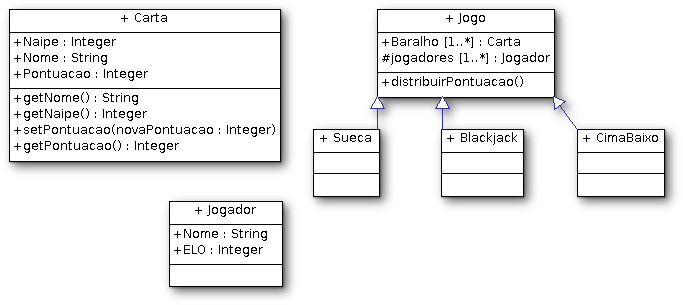 + Carta
+Naipe : Integer
+Nome : String
+Pontuacao : Integer
+getNome() : String
+getNaipe() : Integer
+setPontuacao(novaPontuacao : Integer)
+getPontuacao() : Integer
+ Jogo
+Baralho [1..*] : Carta
#jogadores [1..*] : Jogador
+distribuirPontuacao()
+ Sueca
+ Blackjack
+ CimaBaixo
+ Jogador
+Nome : String
+ELO : Integer